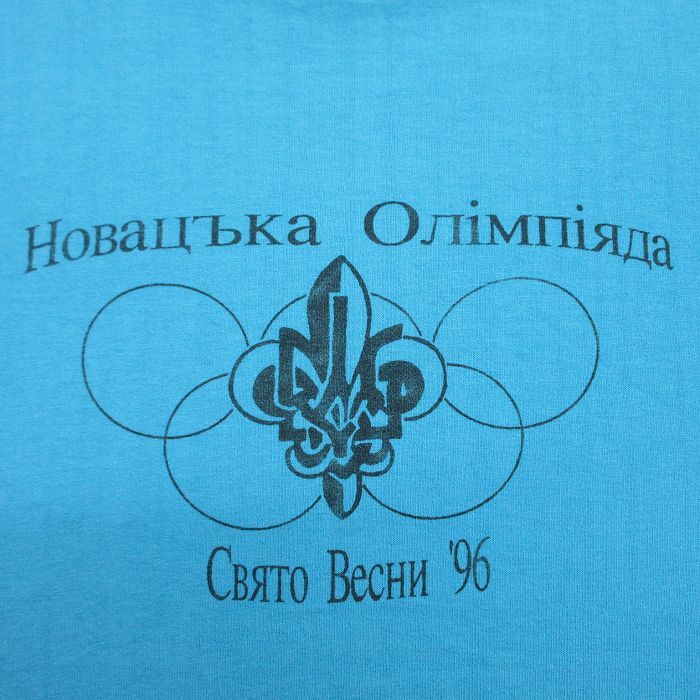 Новацъка Олімпіяда
Свято Весни '96